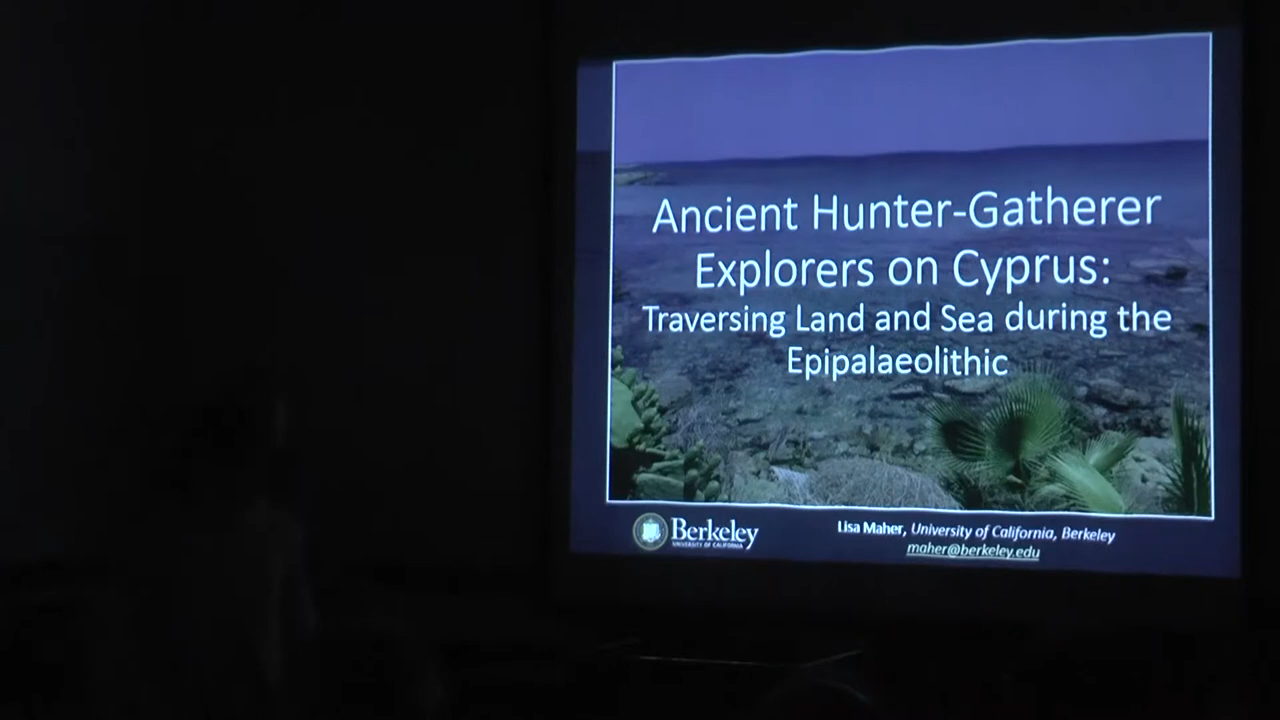 Ancient Hunter-Gatherer
Explorers on Cyprus:
Traversing Land and Sea during the
Epipalaeolithic
Berkeley
UNIVERSITY OF CALIFORNIA
Lisa Maher, University of California, Berkeley
maher@berkeley.edu